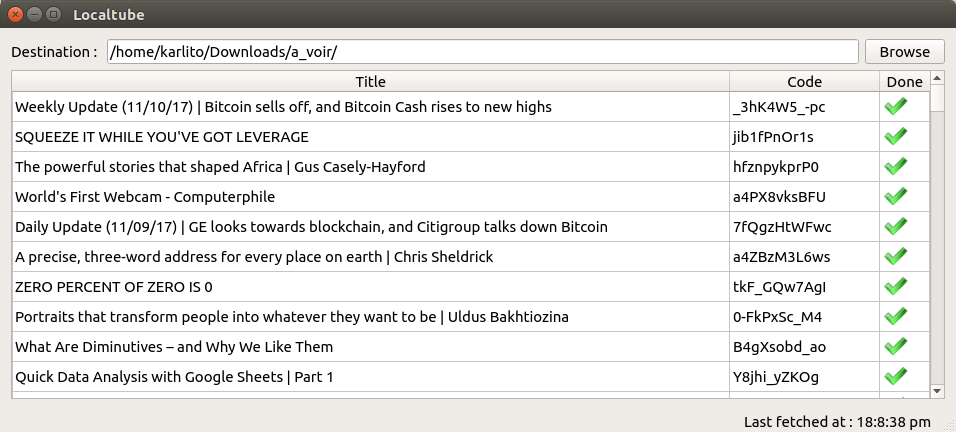 Localtube
Destination : /home/karlito/Downloads/a_voir/ Browse
Title Code Done
Weekly Update (11/10/17) | Bitcoin sells off, and Bitcoin Cash rises to new highs _3hK4W5_-pc
SQUEEZE IT WHILE YOU'VE GOT LEVERAGE jib1fPnOr1s
The powerful stories that shaped Africa | Gus Casely-Hayford hfznpykprP0
World's First Webcam - Computerphile a4PX8vksBFU
Daily Update (11/09/17) | GE looks towards blockchain, and Citigroup talks down Bitcoin 7fQgzHtWFwc
A precise, three-word address for every place on earth | Chris Sheldrick a4ZBzM3L6ws
ZERO PERCENT OF ZERO IS 0 tkF_GQw7AgI
Portraits that transform people into whatever they want to be | Uldus Bakhtiozina 0-FkPxSc_M4
What Are Diminutives – and Why We Like Them B4gXsobd_ao
Quick Data Analysis with Google Sheets | Part 1 Y8jhi_yZKOg
Last fetched at : 18:8:38 pm